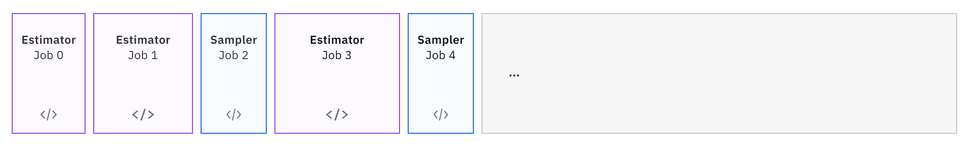 Estimator
Job 0
</>
Estimator
Job 1
</>
Sampler
Job 2
</>
Estimator
Job 3
</>
Sampler
Job 4
</>
...